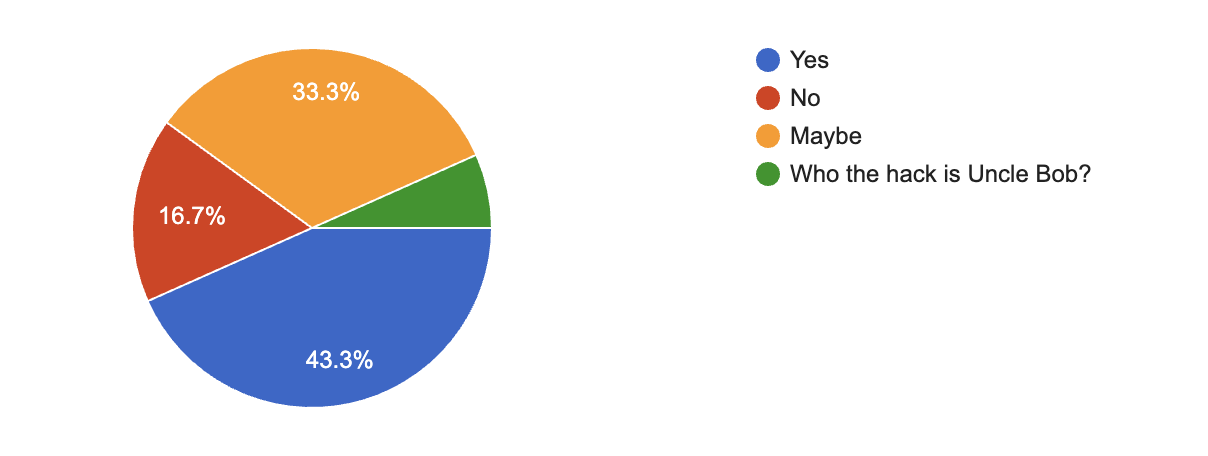 33.3%
16.7%
43.3%
Yes
No
Maybe
Who the hack is Uncle Bob?